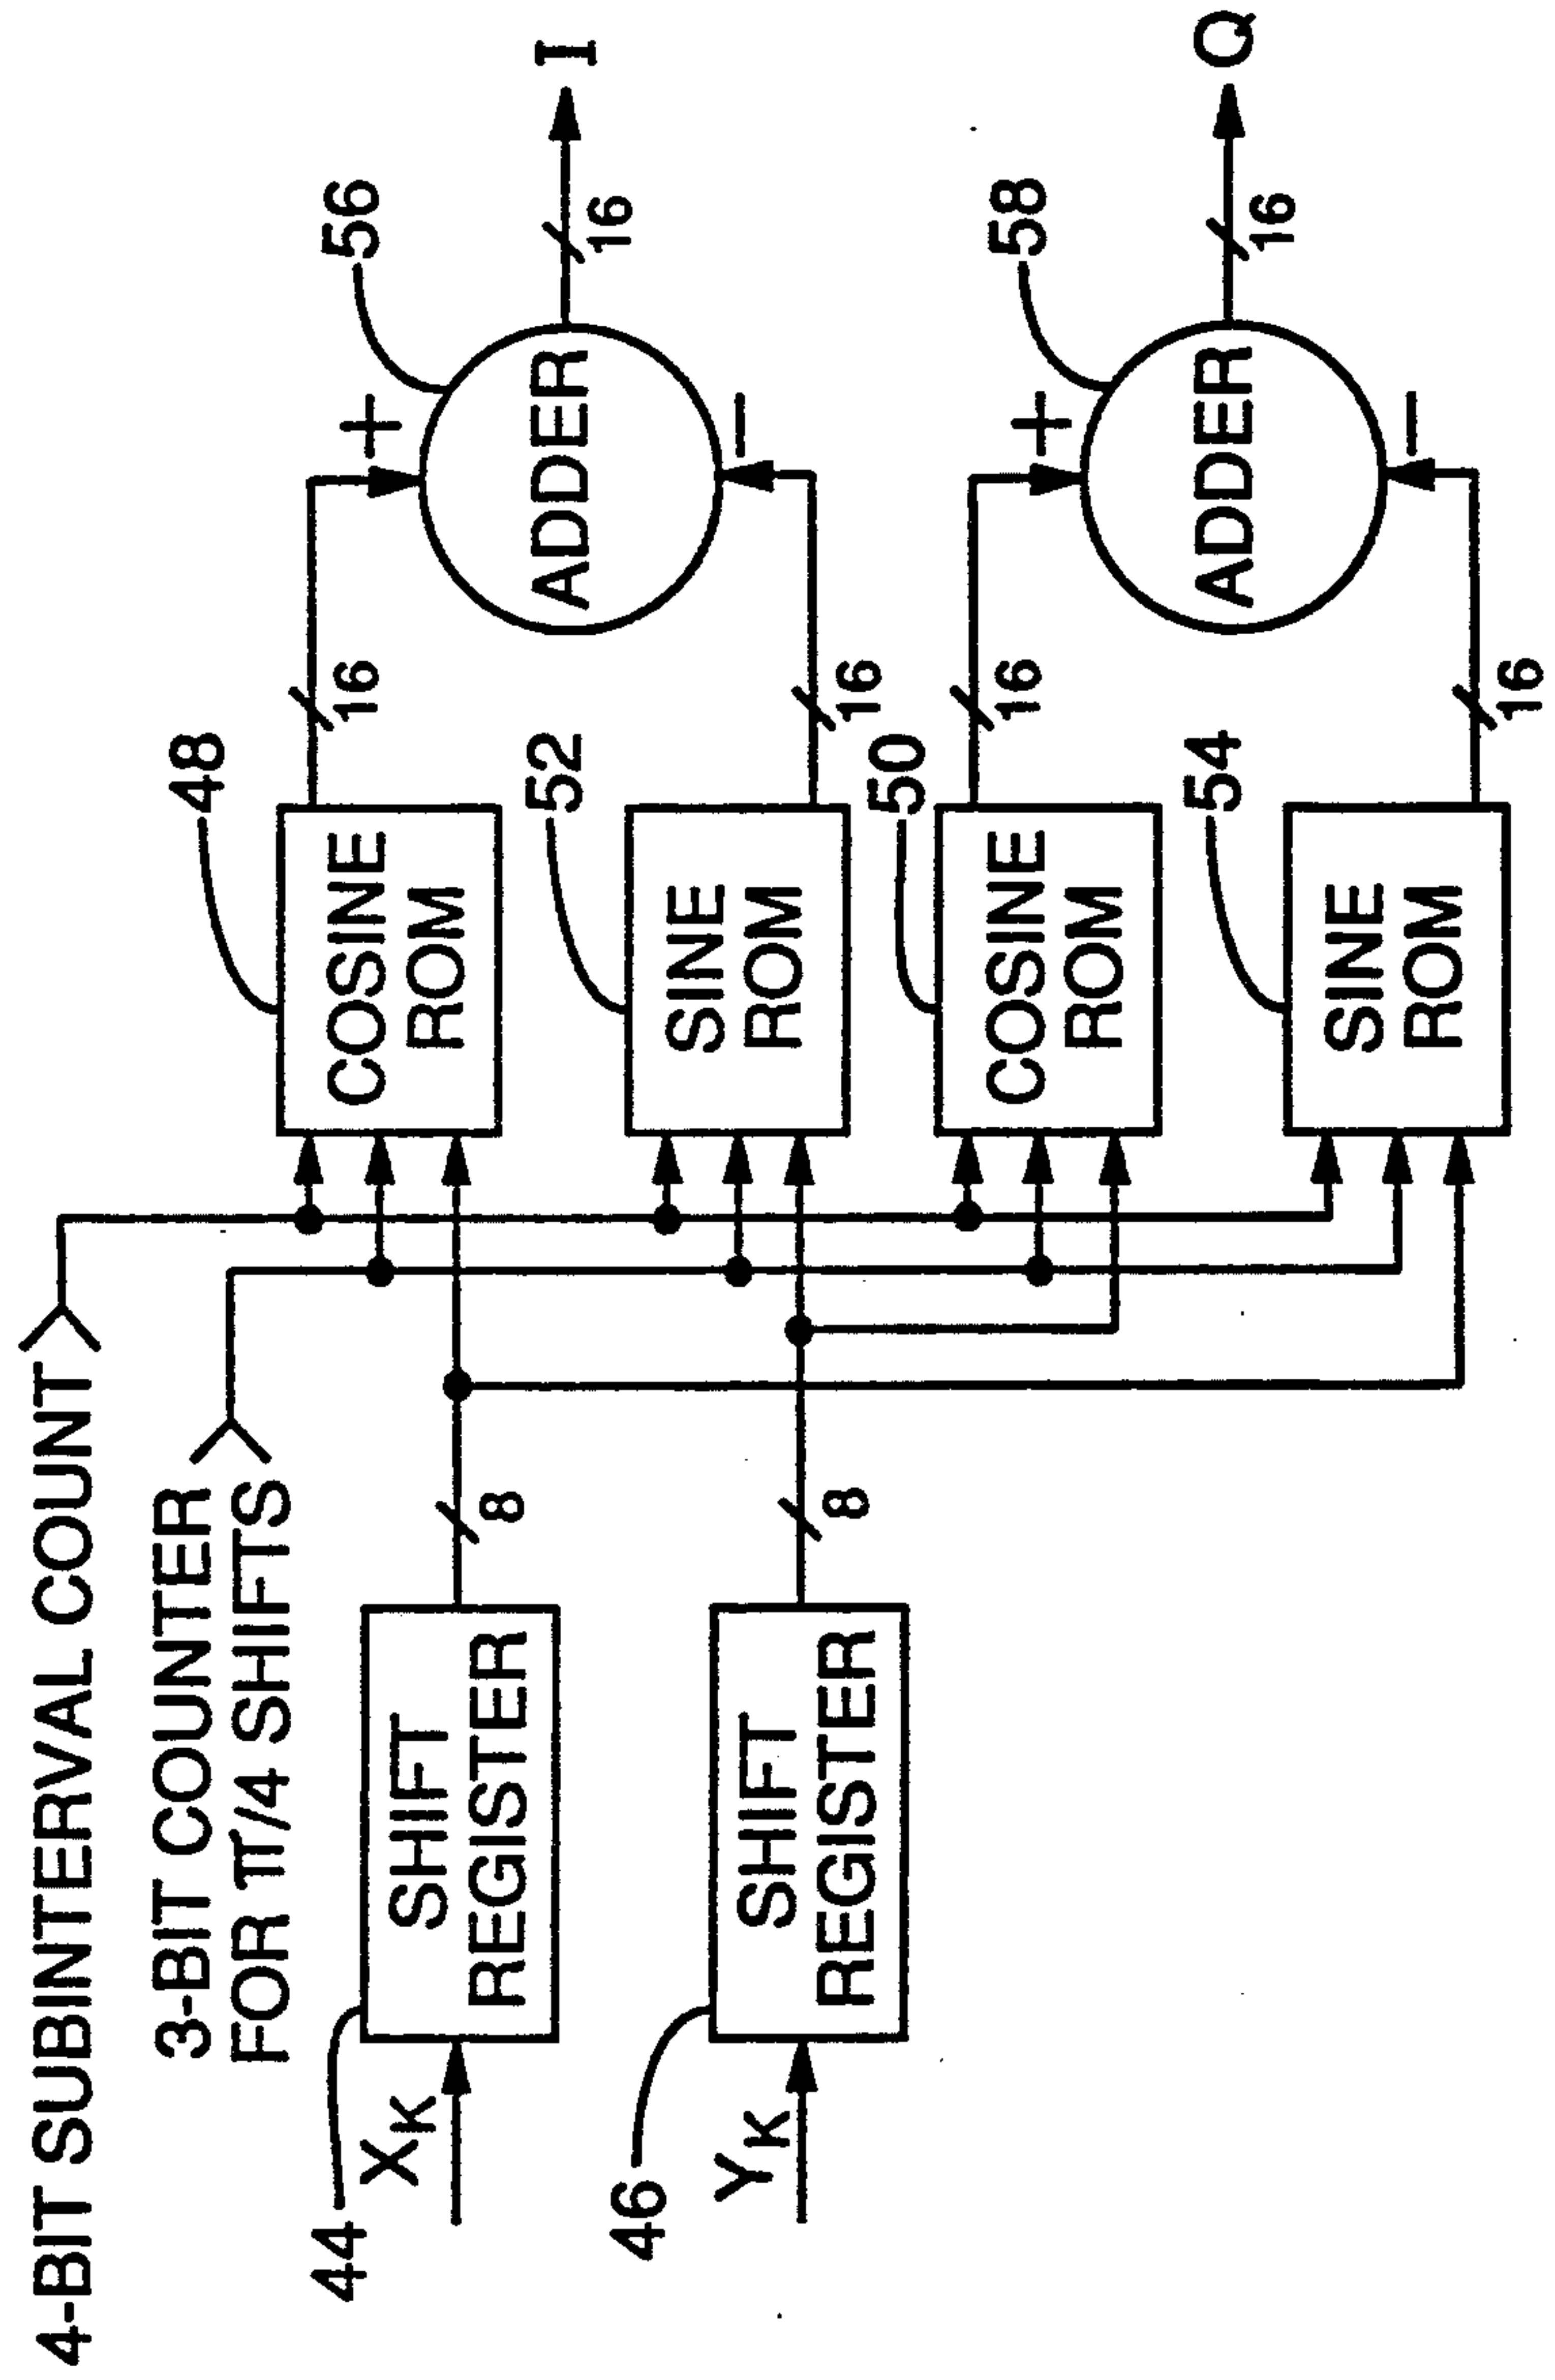 4-BIT SUBINTERVAL COUNT
3-BIT COUNTER
FOR π/4 SHIFTS
44
X K
SHIFT
REGISTER
8
46
Y K
SHIFT
REGISTER
8
48
COSINE
ROM
16
52
SINE
ROM
16
50
COSINE
ROM
16
54
SINE
ROM
16
56
+
ADDER
−
16
I
58
+
ADDER
−
16
Q